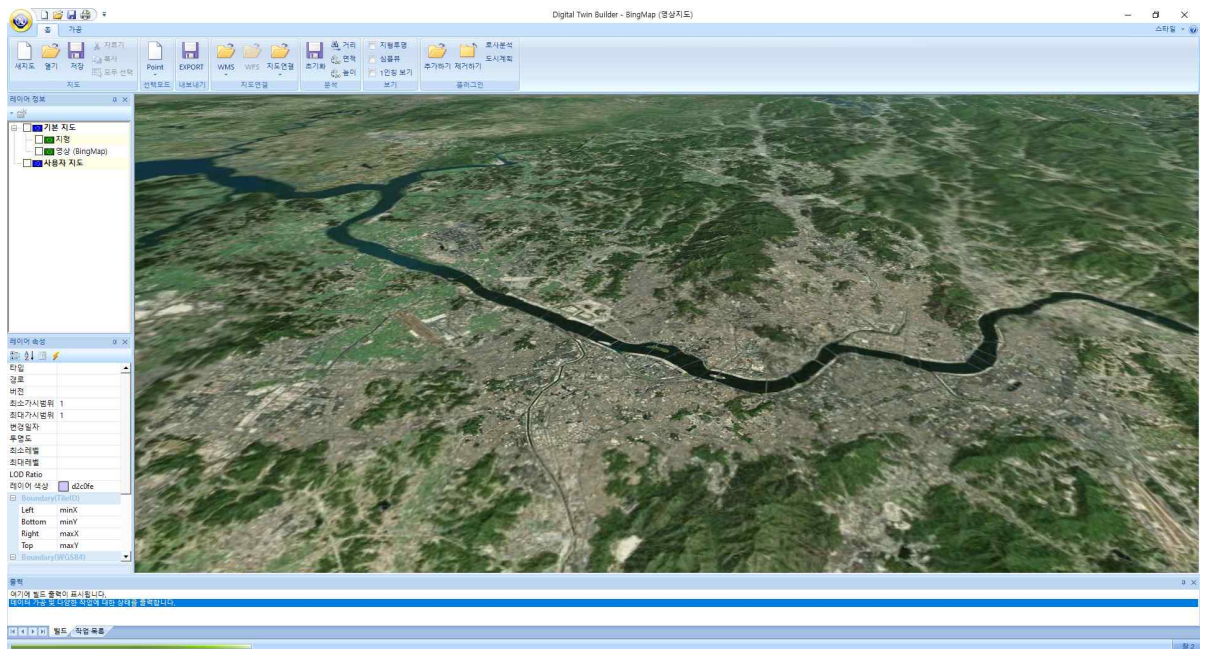 Digital Twin Builder - BingMap (영상지도)
홈 가공
스타일
새지도 열기 저장 자르기 복사 모두 선택
Point EXPORT WMS WFS 지도연결 초기화 거리 면적 높이
지형투명 심플뷰 1인칭 보기
추가하기 제거하기 로사분석 도시계획
지도 선택모드 내보내기 지도연결 분석 보기 플러그인
레이어 정보
기본 지도
지형
영상 (BingMap)
사용자 지도
레이어 속성
타입
경로
버전
최소가시범위 1
최대가시범위 1
변경일자
투명도
최소레벨
최대레벨
LOD Ratio
레이어 색상 d2c0fe
Boundary(TileID)
Left minX
Bottom minY
Right maxX
Top maxY
Boundary(WGS84)
출력
여기에 빌드 출력이 표시됩니다.
데이터 가공 및 다양한 작업에 대한 상태를 출력합니다.
빌드 작업 목록
창 2